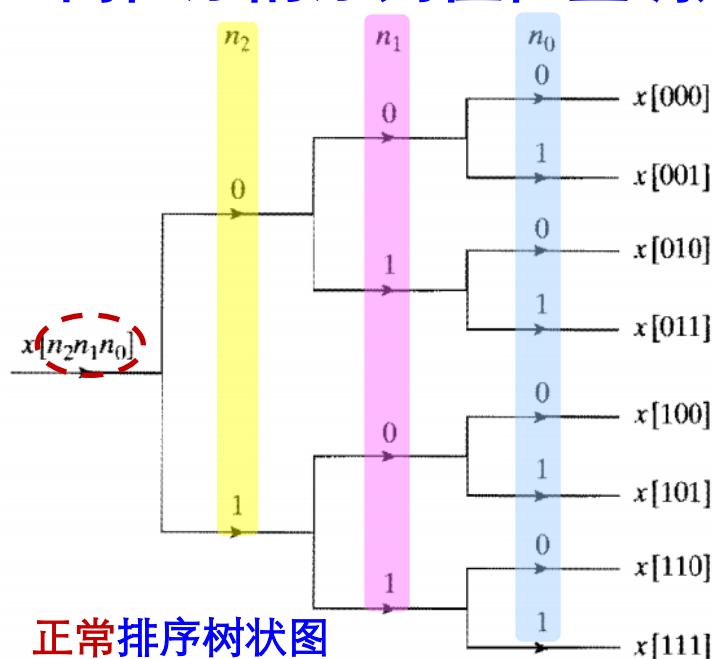 n₂ n₁ n₀
0 x[000]
0
1 x[001]
0
0 x[010]
1
1 x[011]
x[n₂n₁n₀]
0 x[100]
0
1 x[101]
1
0 x[110]
1
1 x[111]
正常排序树状图